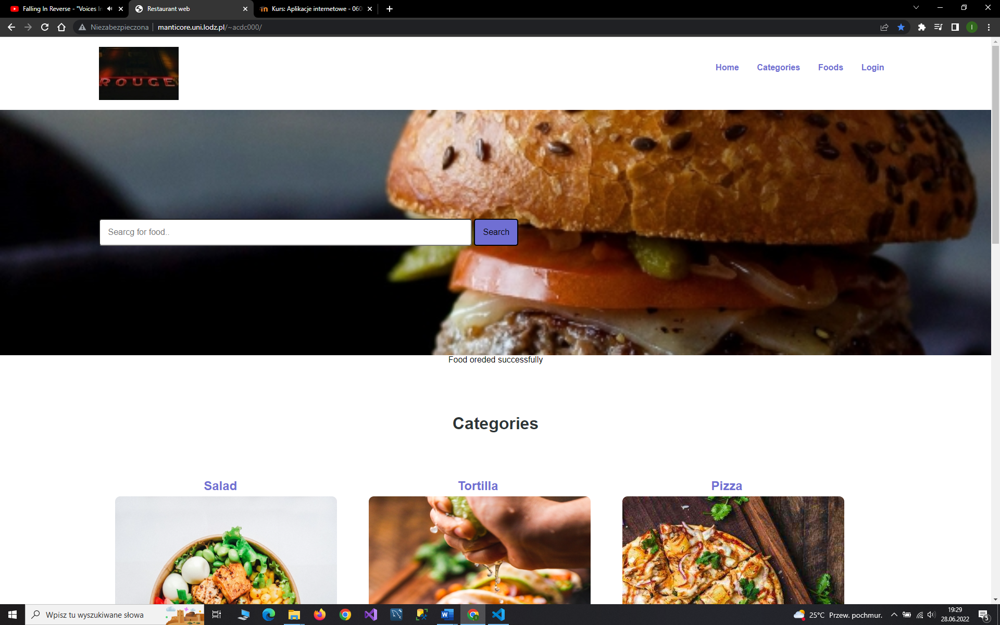 Falling In Reverse - "Voices In
Restaurant web
Kurs: Aplikacje internetowe - 060
Niezabezpieczona
manticore.uni.lodz.pl/~acdc000/
I
ROUGE
Home
Categories
Foods
Login
Searcg for food..
Search
Food oreded successfully
Categories
Salad
Tortilla
Pizza
Wpisz tu wyszukiwane słowa
25°C Przew. pochmur.
19:29
28.06.2022
5